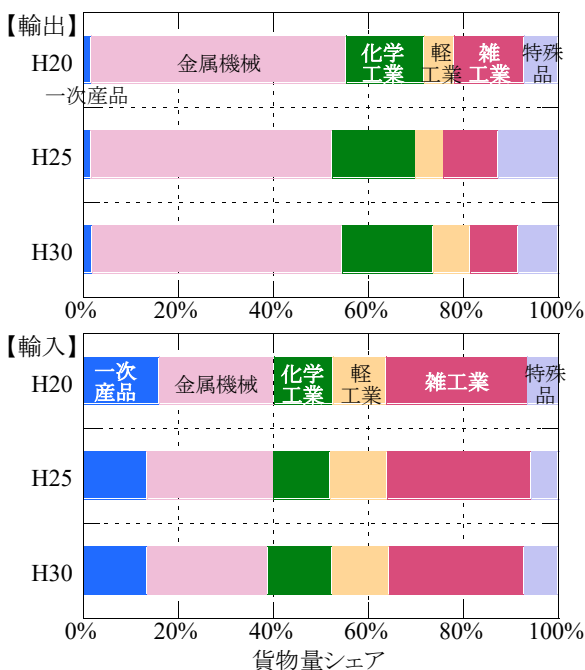 【輸出】
H20
金属機械
化学
工業
軽
工業
雑
工業
特殊
品
一次産品
H25
H30
0% 20% 40% 60% 80% 100%
【輸入】
H20
一次
産品
金属機械
化学
工業
軽
工業
雑工業
特殊
品
H25
H30
0% 20% 40% 60% 80% 100%
貨物量シェア